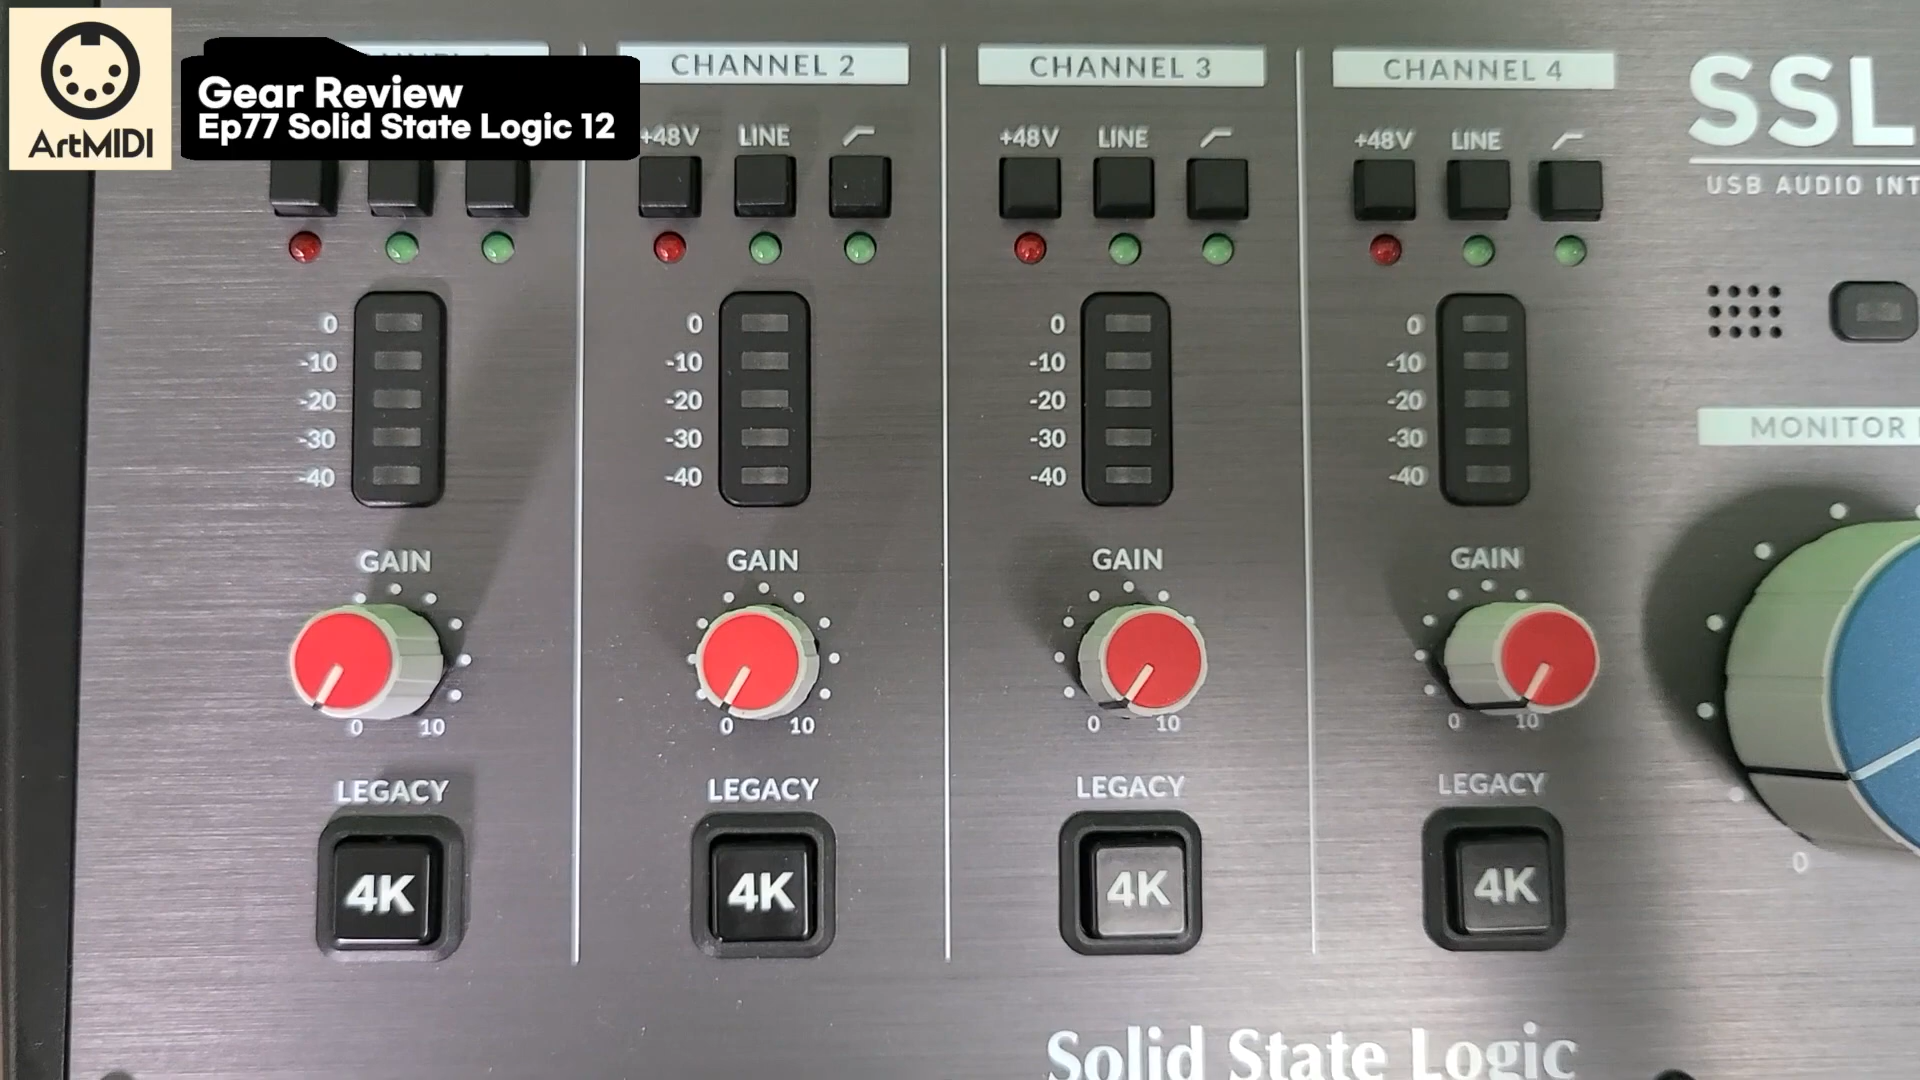 ArtMIDI
Gear Review
Ep77 Solid State Logic 12
CHANNEL 2
CHANNEL 3
CHANNEL 4
SSL
USB AUDIO
+48V LINE
+48V LINE
+48V LINE
0
-10
-20
-30
-40
0
-10
-20
-30
-40
0
-10
-20
-30
-40
0
-10
-20
-30
-40
MONITOR
GAIN
GAIN
GAIN
GAIN
0 10
0 10
0 10
0 10
0
LEGACY
LEGACY
LEGACY
LEGACY
4K
4K
4K
4K
Solid State Logic